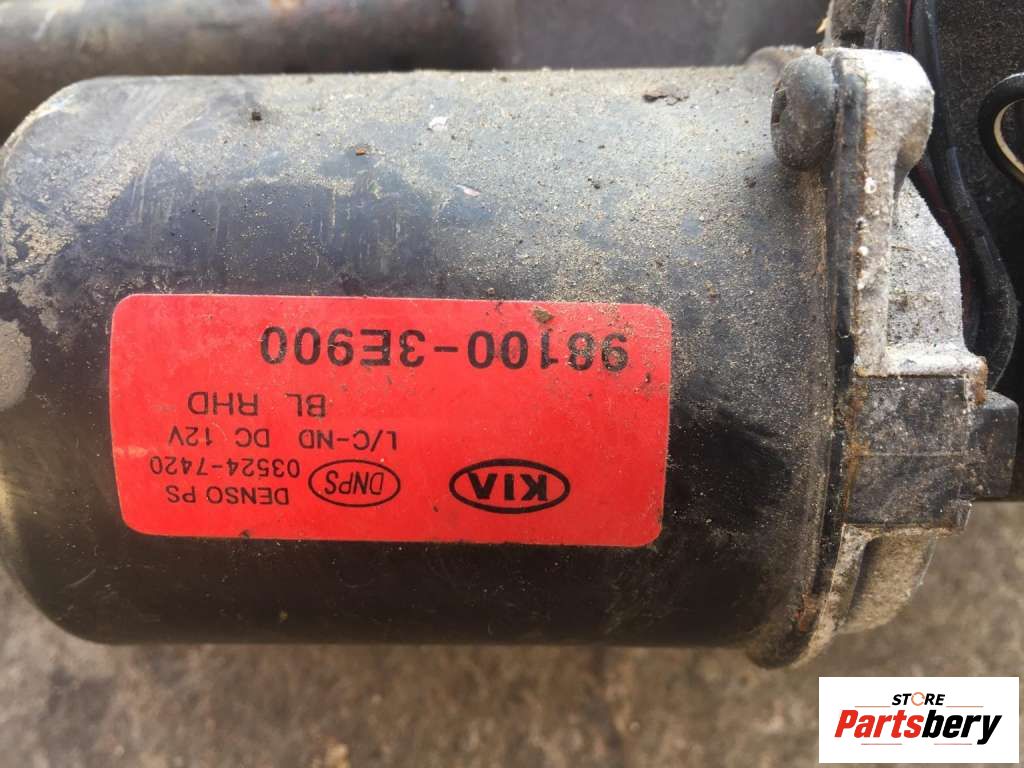 KIA
DNPS
DENSO PS
03524-7420
L/C-ND DC 12V
BL RHD
98100-3E900
STORE
Partsbery